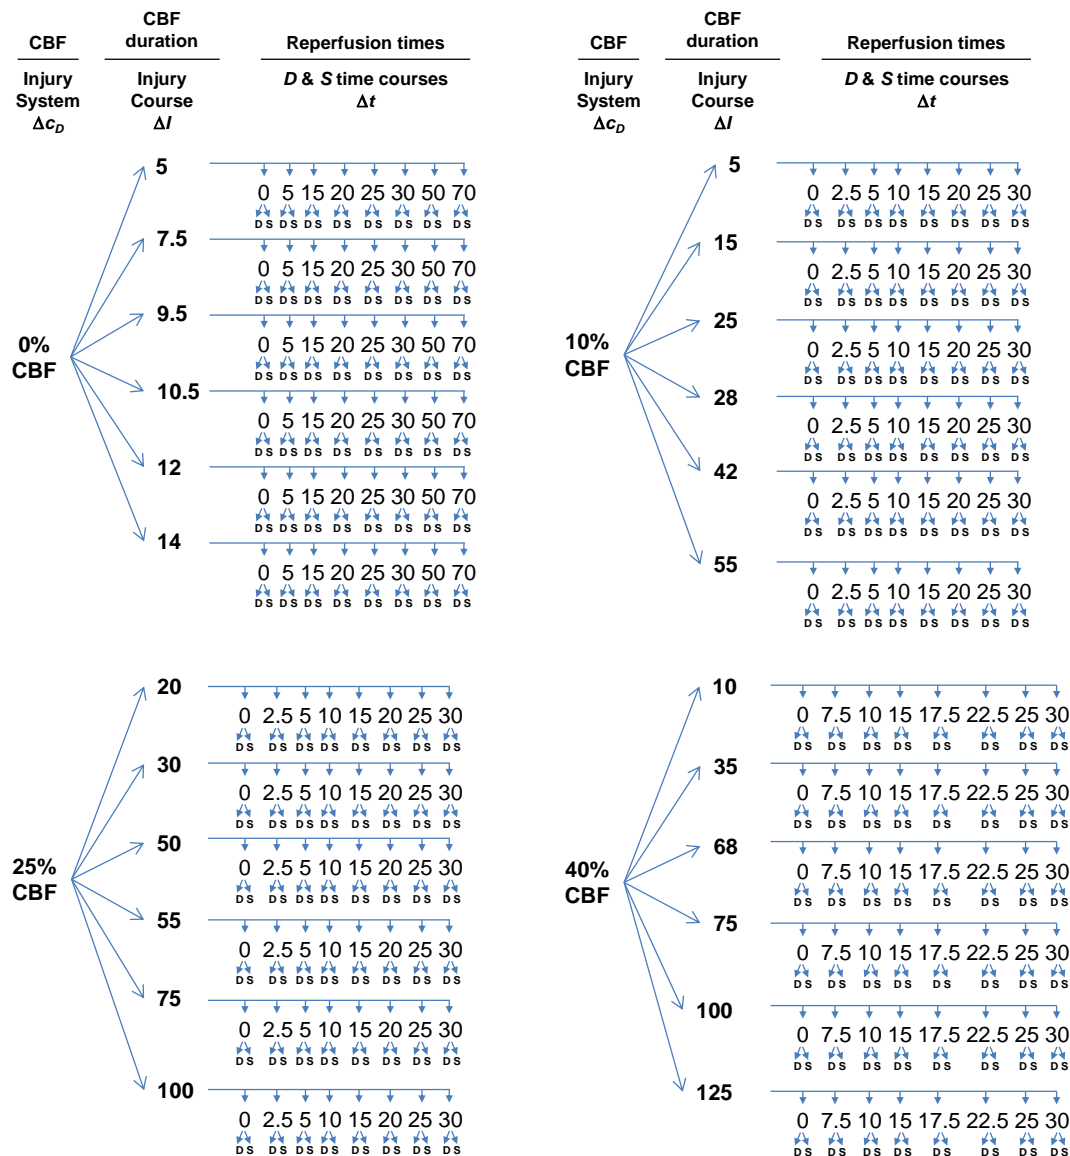 CBF
CBF duration
Reperfusion times
Injury System Δc_D
Injury Course ΔI
D & S time courses Δt
0% CBF
5
0 5 15 20 25 30 50 70
D S D S D S D S D S D S D S D S
7.5
0 5 15 20 25 30 50 70
D S D S D S D S D S D S D S D S
9.5
0 5 15 20 25 30 50 70
D S D S D S D S D S D S D S D S
10.5
0 5 15 20 25 30 50 70
D S D S D S D S D S D S D S D S
12
0 5 15 20 25 30 50 70
D S D S D S D S D S D S D S D S
14
0 5 15 20 25 30 50 70
D S D S D S D S D S D S D S D S
CBF
CBF duration
Reperfusion times
Injury System Δc_D
Injury Course ΔI
D & S time courses Δt
10% CBF
5
0 2.5 5 10 15 20 25 30
D S D S D S D S D S D S D S D S
15
0 2.5 5 10 15 20 25 30
D S D S D S D S D S D S D S D S
25
0 2.5 5 10 15 20 25 30
D S D S D S D S D S D S D S D S
28
0 2.5 5 10 15 20 25 30
D S D S D S D S D S D S D S D S
42
0 2.5 5 10 15 20 25 30
D S D S D S D S D S D S D S D S
55
0 2.5 5 10 15 20 25 30
D S D S D S D S D S D S D S D S
25% CBF
20
0 2.5 5 10 15 20 25 30
D S D S D S D S D S D S D S D S
30
0 2.5 5 10 15 20 25 30
D S D S D S D S D S D S D S D S
50
0 2.5 5 10 15 20 25 30
D S D S D S D S D S D S D S D S
55
0 2.5 5 10 15 20 25 30
D S D S D S D S D S D S D S D S
75
0 2.5 5 10 15 20 25 30
D S D S D S D S D S D S D S D S
100
0 2.5 5 10 15 20 25 30
D S D S D S D S D S D S D S D S
40% CBF
10
0 7.5 10 15 17.5 22.5 25 30
D S D S D S D S D S D S D S D S
35
0 7.5 10 15 17.5 22.5 25 30
D S D S D S D S D S D S D S D S
68
0 7.5 10 15 17.5 22.5 25 30
D S D S D S D S D S D S D S D S
75
0 7.5 10 15 17.5 22.5 25 30
D S D S D S D S D S D S D S D S
100
0 7.5 10 15 17.5 22.5 25 30
D S D S D S D S D S D S D S D S
125
0 7.5 10 15 17.5 22.5 25 30
D S D S D S D S D S D S D S D S